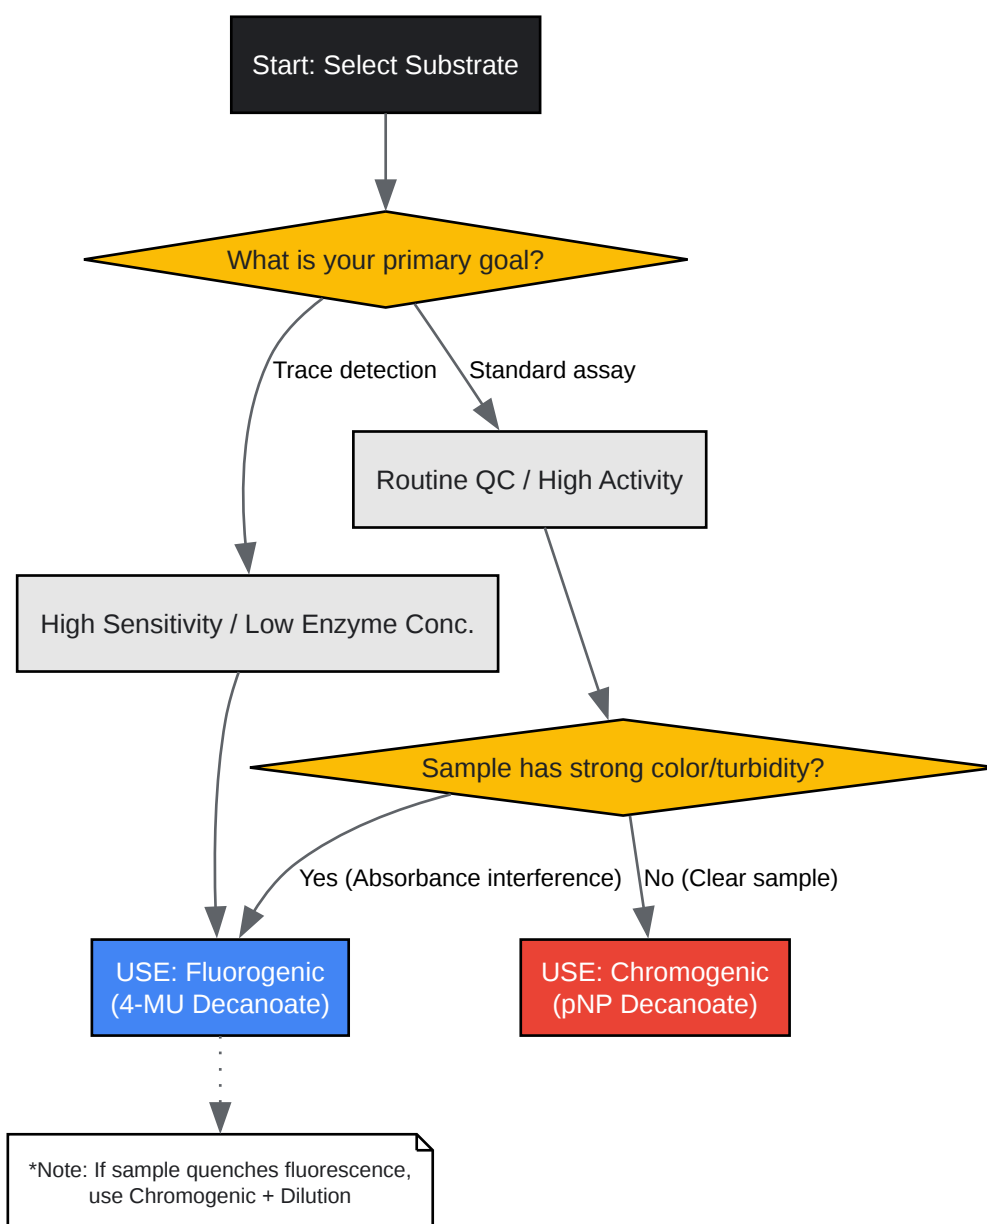 Start: Select Substrate
What is your primary goal?
Trace detection
Standard assay
Routine QC / High Activity
High Sensitivity / Low Enzyme Conc.
Sample has strong color/turbidity?
Yes (Absorbance interference)
No (Clear sample)
USE: Fluorogenic
(4-MU Decanoate)
USE: Chromogenic
(pNP Decanoate)
*Note: If sample quenches fluorescence,
use Chromogenic + Dilution